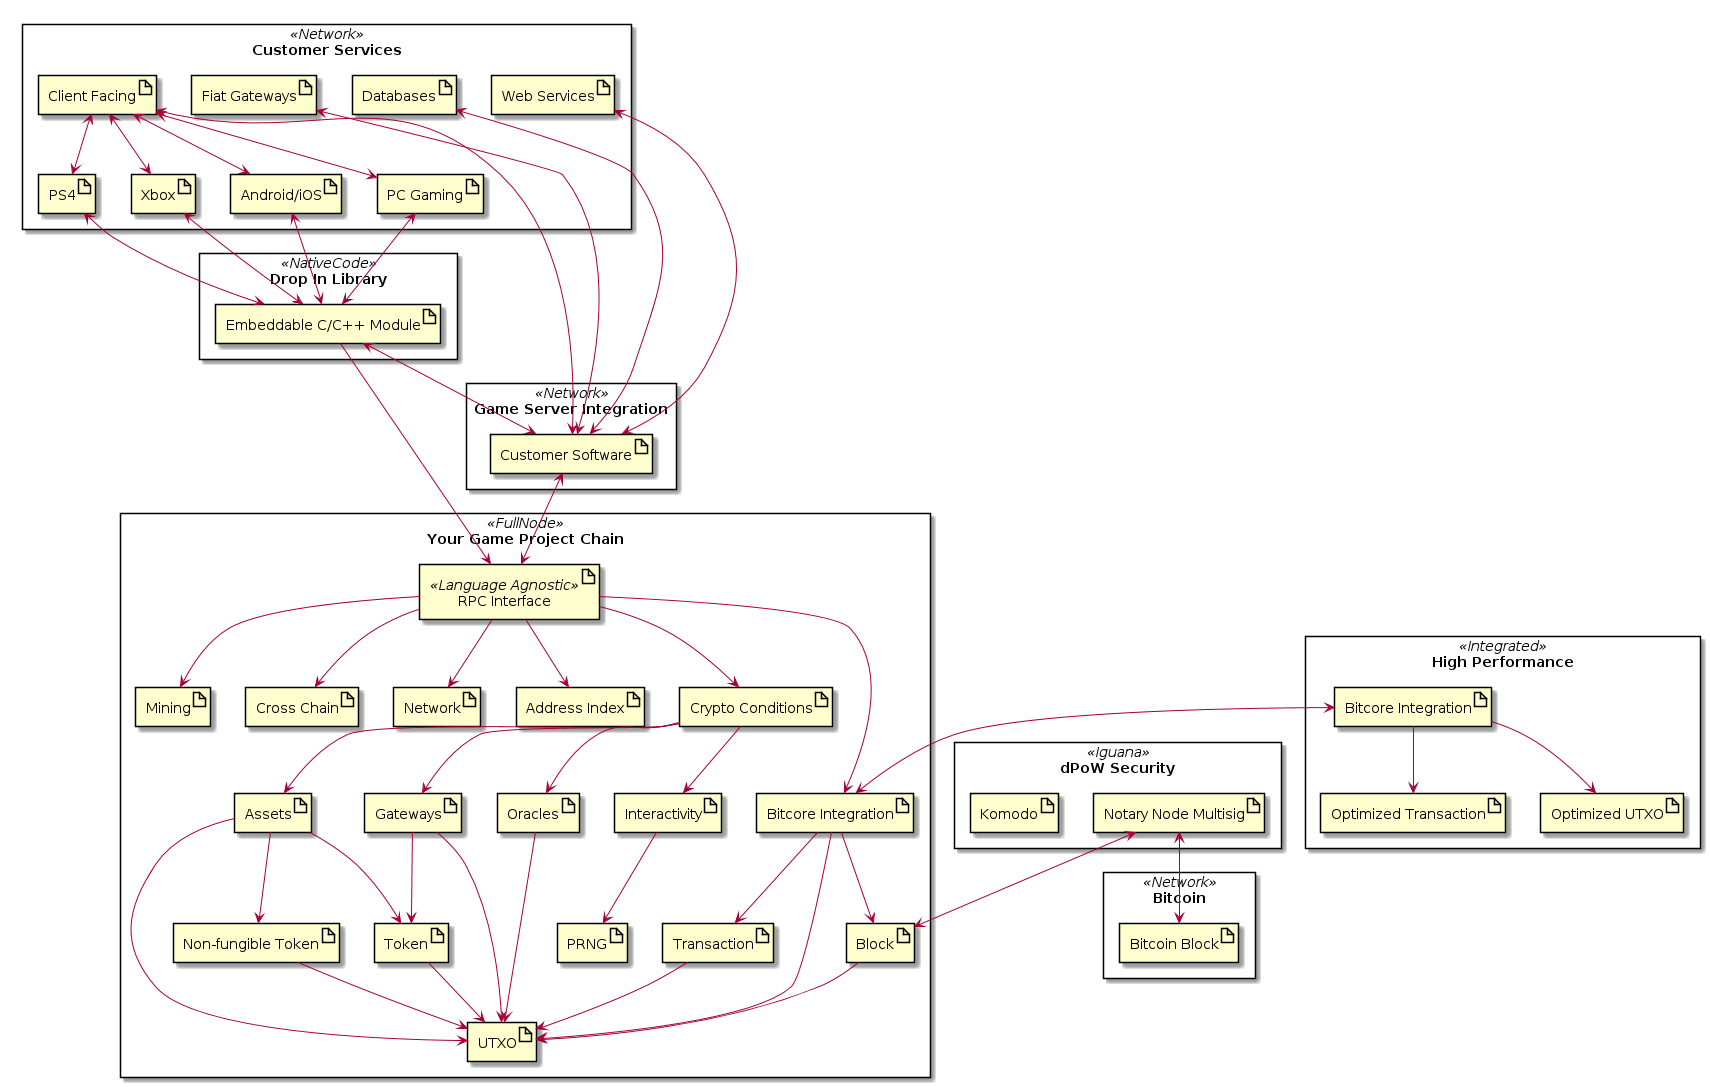 «Network»
Customer Services
Client Facing
Fiat Gateways
Databases
Web Services
PS4
Xbox
Android/iOS
PC Gaming
«NativeCode»
Drop In Library
Embeddable C/C++ Module
«Network»
Game Server Integration
Customer Software
«FullNode»
Your Game Project Chain
«Language Agnostic»
RPC Interface
Mining
Cross Chain
Network
Address Index
Crypto Conditions
Assets
Gateways
Oracles
Interactivity
Bitcore Integration
Non-fungible Token
Token
PRNG
Transaction
Block
UTXO
«Integrated»
High Performance
Bitcore Integration
Optimized Transaction
Optimized UTXO
«Iguana»
dPoW Security
Komodo
Notary Node Multisig
«Network»
Bitcoin
Bitcoin Block